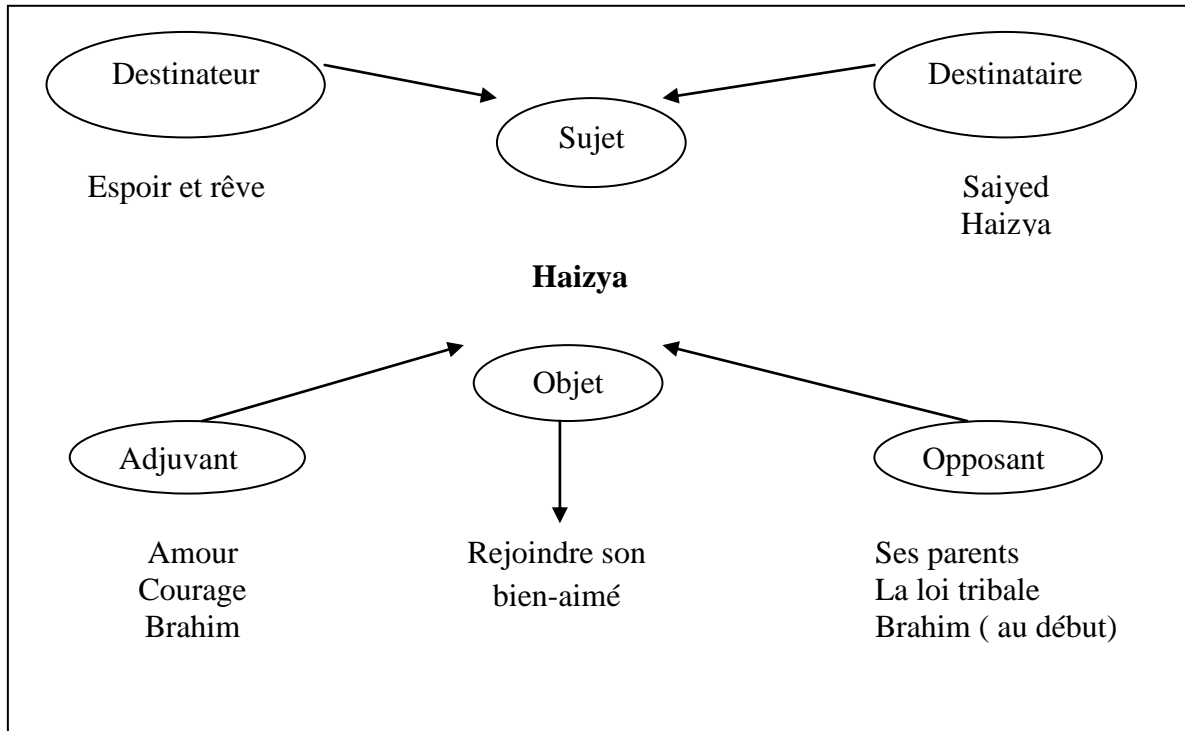 Destinateur
Destinataire
Sujet
Espoir et rêve
Saiyed
Haizya
Haizya
Objet
Adjuvant
Opposant
Amour
Courage
Brahim
Rejoindre son
bien-aimé
Ses parents
La loi tribale
Brahim ( au début)